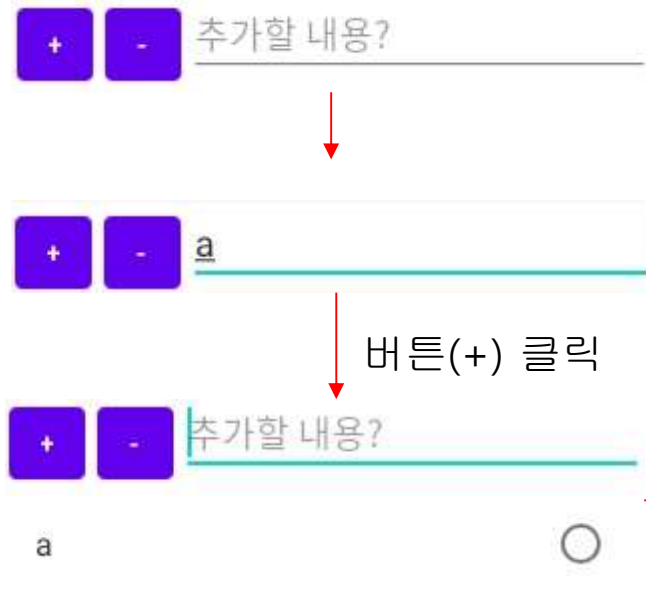 + - 추가할 내용?
+ - a
버튼(+) 클릭
+ - 추가할 내용?
a